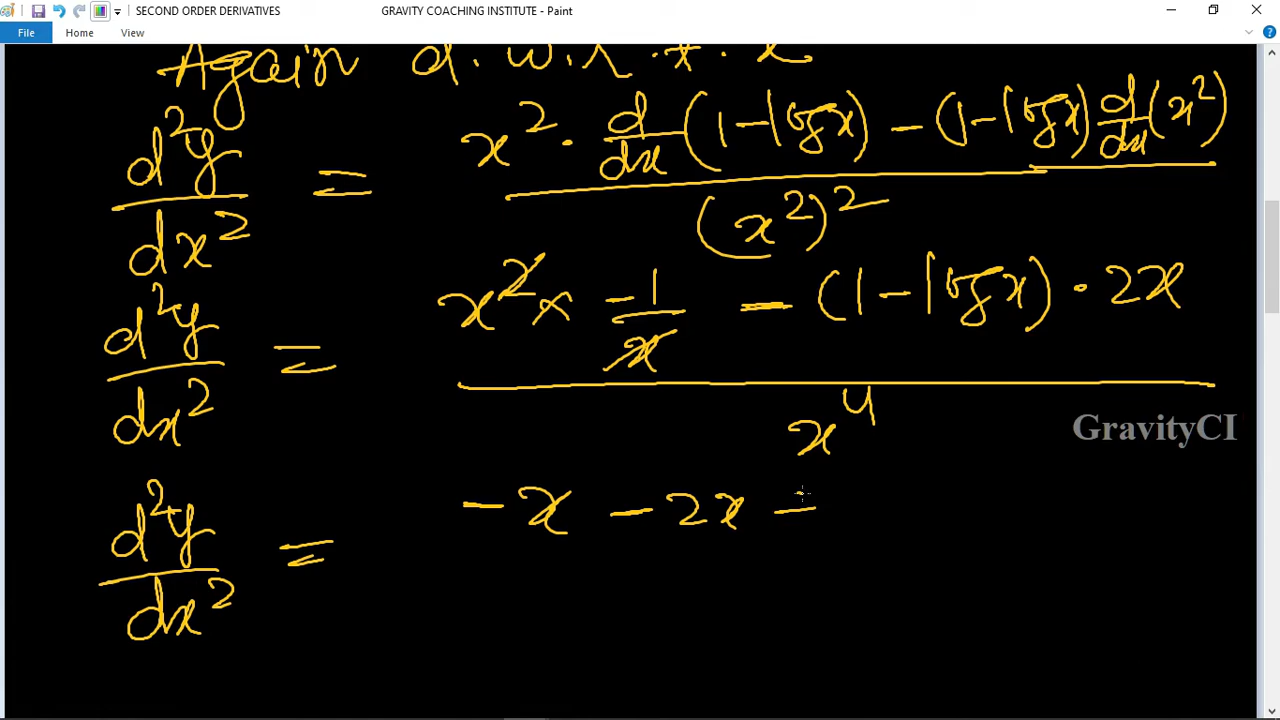 SECOND ORDER DERIVATIVES GRAVITY COACHING INSTITUTE - Paint
File Home View
Again d. w. r. t. x
d²y/dx² = (x² · d/dx (1 - log x) - (1 - log x) d/dx (x²)) / (x²)²
d²y/dx² = (x² × -1/x - (1 - log x) · 2x) / x⁴
GravityCI
d²y/dx² = - x - 2x -